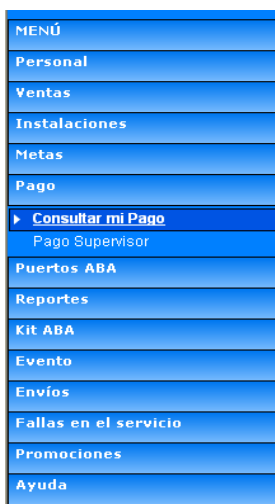 MENÚ
Personal
Ventas
Instalaciones
Metas
Pago
Consultar mi Pago
Pago Supervisor
Puertos ABA
Reportes
Kit ABA
Evento
Envíos
Fallas en el servicio
Promociones
Ayuda